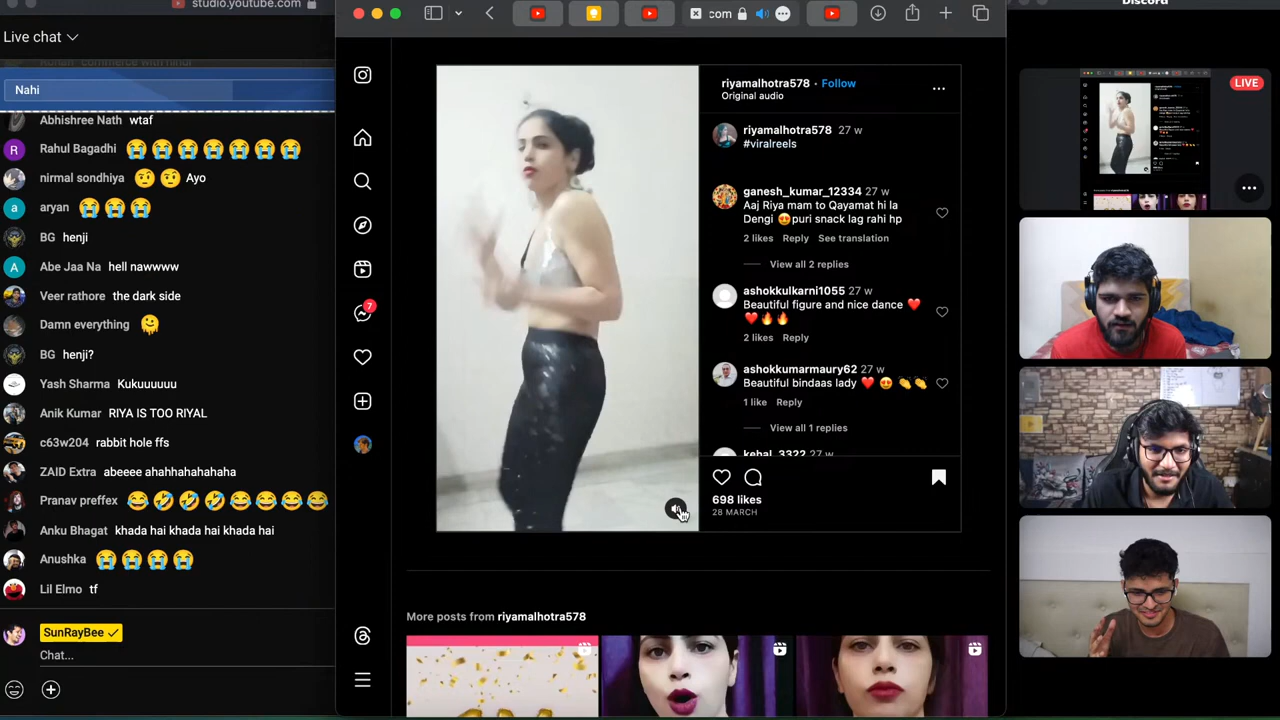 studio.youtube.com
Live chat
Nahi
Abhishree Nath wtaf
Rahul Bagadhi 😭😭😭😭😭😭😭
nirmal sondhiya 🤨🤨 Ayo
aryan 😭😭😭
BG henji
Abe Jaa Na hell nawwww
Veer rathore the dark side
Damn everything 🫠
BG henji?
Yash Sharma Kukuuuuuu
Anik Kumar RIYA IS TOO RIYAL
c63w204 rabbit hole ffs
ZAID Extra abeeee ahahhahahahaha
Pranav preffex 😂🤣🤣🤣😂😂😂😂
Anku Bhagat khada hai khada hai khada hai
Anushka 😭😭😭😭
Lil Elmo tf
SunRayBee
Chat...
com
7
riyamalhotra578 · Follow
Original audio
riyamalhotra578 27 w
#viralreels
ganesh_kumar_12334 27 w
Aaj Riya mam to Qayamat hi la
Dengi 😍puri snack lag rahi hp
2 likes Reply See translation
View all 2 replies
ashokkulkarni1055 27 w
Beautiful figure and nice dance ❤️
❤️🔥🔥
2 likes Reply
ashokkumarmaury62 27 w
Beautiful bindaas lady ❤️ 😍 👏👏
1 like Reply
View all 1 replies
kehal_3322 27 w
698 likes
28 MARCH
More posts from riyamalhotra578
Discord
LIVE